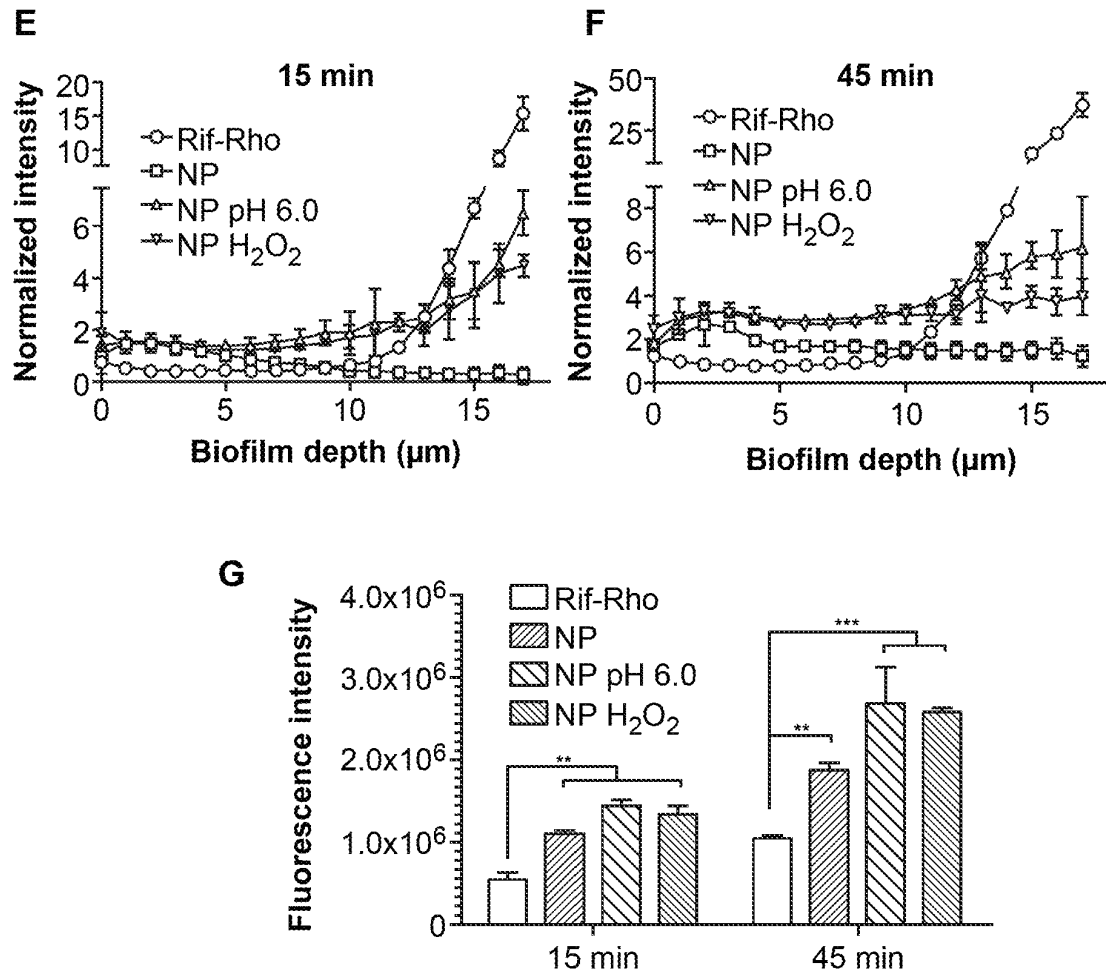 E
15 min
Normalized intensity
20
15
10
6
4
2
0
Rif-Rho
NP
NP pH 6.0
NP H2O2
0 5 10 15
Biofilm depth (µm)
F
45 min
Normalized intensity
50
25
8
6
4
2
0
Rif-Rho
NP
NP pH 6.0
NP H2O2
0 5 10 15
Biofilm depth (µm)
G
Fluorescence intensity
4.0x10^6
3.0x10^6
2.0x10^6
1.0x10^6
0
Rif-Rho
NP
NP pH 6.0
NP H2O2
**
***
**
15 min 45 min